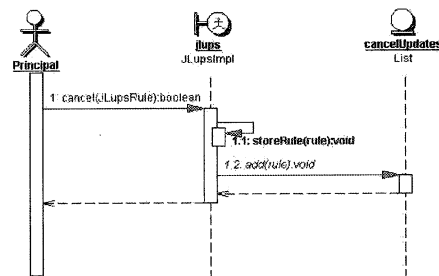 Principal
jlups
JLupsImpl
cancelUpdates
List
1: cancel(JLupsRule):boolean
1.1: storeRule(rule):void
1.2: add(rule):void